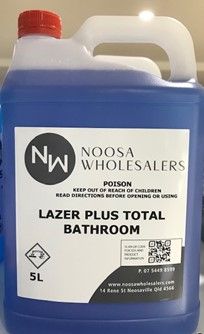 NW
NOOSA
WHOLESALERS
POISON
KEEP OUT OF REACH OF CHILDREN
READ DIRECTIONS BEFORE OPENING OR USING
LAZER PLUS TOTAL
BATHROOM
5L
P. 07 5449 8599
www.noosawholesalers.com
14 Rene St Noosaville Qld 4566